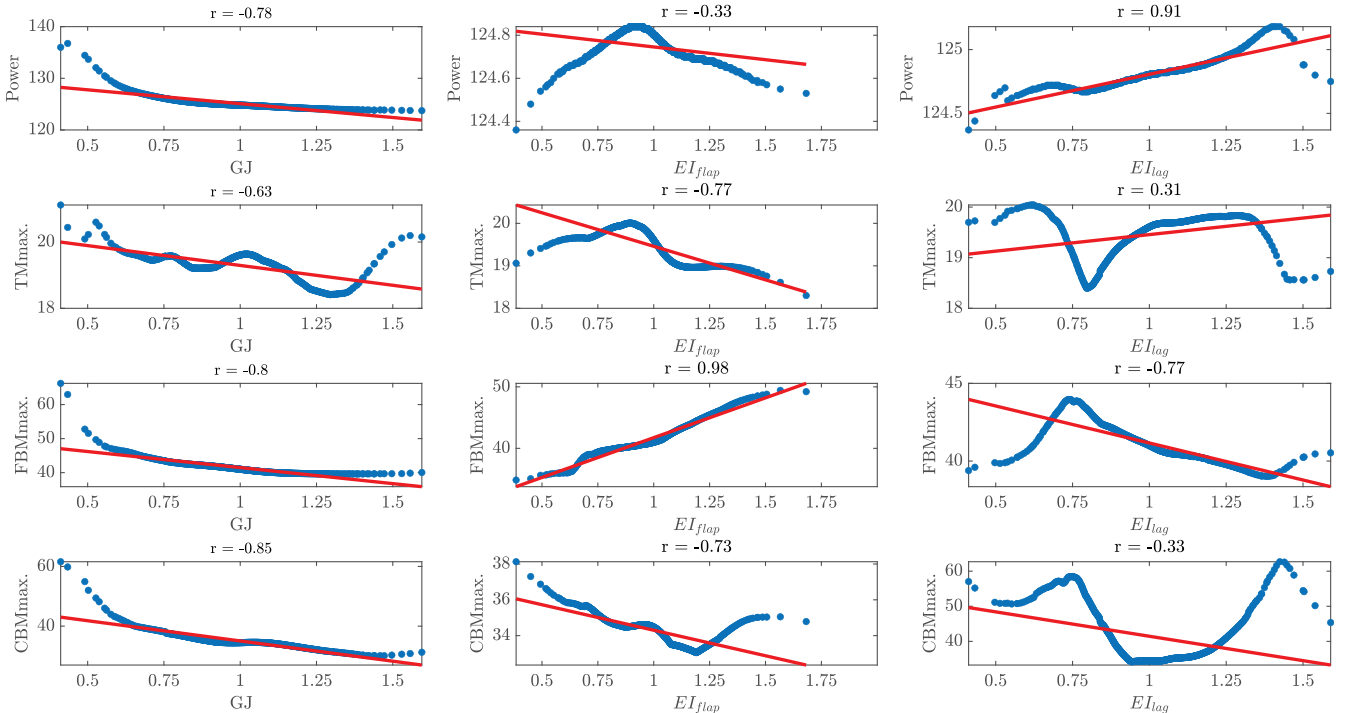 r = -0.78
r = -0.33
r = 0.91
140
130
120
Power
0.5 0.75 1 1.25 1.5
GJ
124.8
124.6
124.4
Power
0.5 0.75 1 1.25 1.5 1.75
EI_flap
125
124.5
Power
0.5 0.75 1 1.25 1.5
EI_lag
r = -0.63
r = -0.77
r = 0.31
20
18
TMmax.
0.5 0.75 1 1.25 1.5
GJ
20
19
18
TMmax.
0.5 0.75 1 1.25 1.5 1.75
EI_flap
20
19
18
TMmax.
0.5 0.75 1 1.25 1.5
EI_lag
r = -0.8
r = 0.98
r = -0.77
60
50
40
FBMmax.
0.5 0.75 1 1.25 1.5
GJ
50
40
FBMmax.
0.5 0.75 1 1.25 1.5 1.75
EI_flap
45
40
FBMmax.
0.5 0.75 1 1.25 1.5
EI_lag
r = -0.85
r = -0.73
r = -0.33
60
40
CBMmax.
0.5 0.75 1 1.25 1.5
GJ
38
36
34
CBMmax.
0.5 0.75 1 1.25 1.5 1.75
EI_flap
60
50
40
CBMmax.
0.5 0.75 1 1.25 1.5
EI_lag